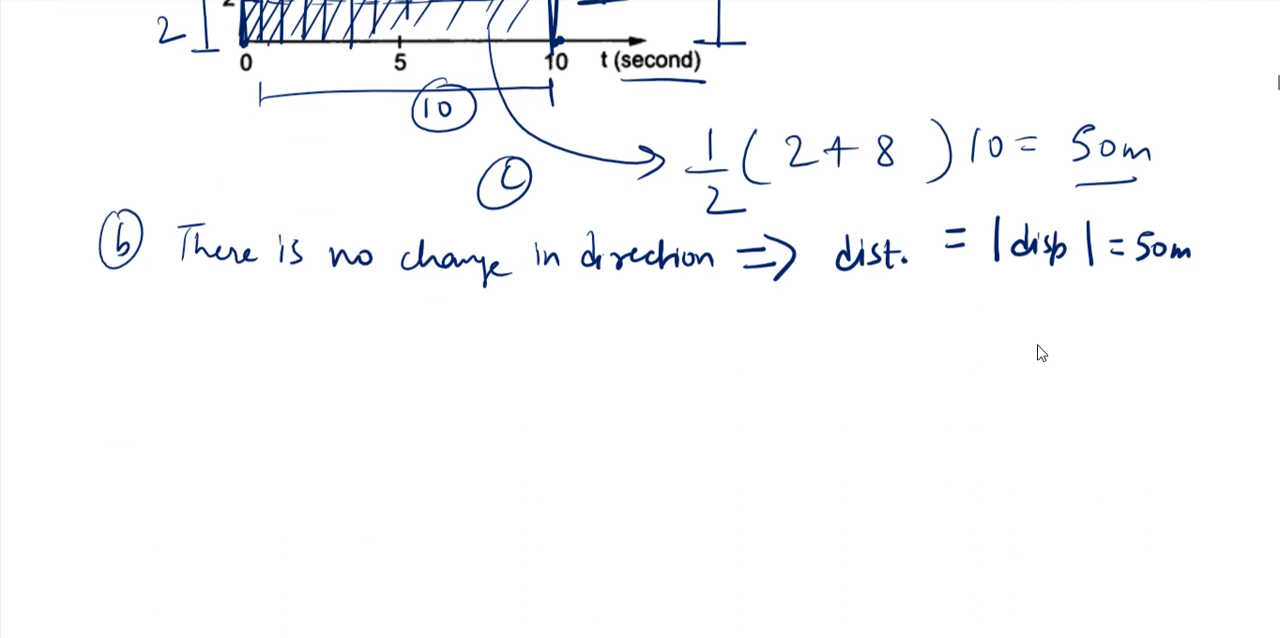 2
2
0 5 10 t (second)
10
C
1/2 ( 2 + 8 ) 10 = 50m
b There is no change in direction => dist. = |disp| = 50m